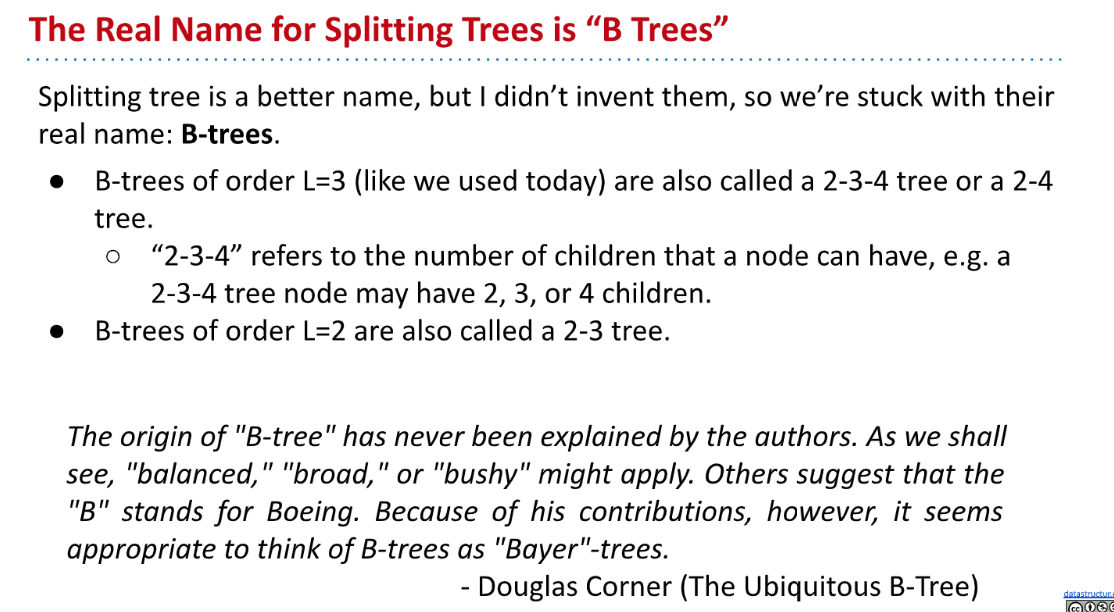 The Real Name for Splitting Trees is “B Trees”
Splitting tree is a better name, but I didn’t invent them, so we’re stuck with their
real name: B-trees.
● B-trees of order L=3 (like we used today) are also called a 2-3-4 tree or a 2-4
tree.
○ “2-3-4” refers to the number of children that a node can have, e.g. a
2-3-4 tree node may have 2, 3, or 4 children.
● B-trees of order L=2 are also called a 2-3 tree.
The origin of "B-tree" has never been explained by the authors. As we shall
see, "balanced," "broad," or "bushy" might apply. Others suggest that the
"B" stands for Boeing. Because of his contributions, however, it seems
appropriate to think of B-trees as "Bayer"-trees.
- Douglas Corner (The Ubiquitous B-Tree)
datastructur.